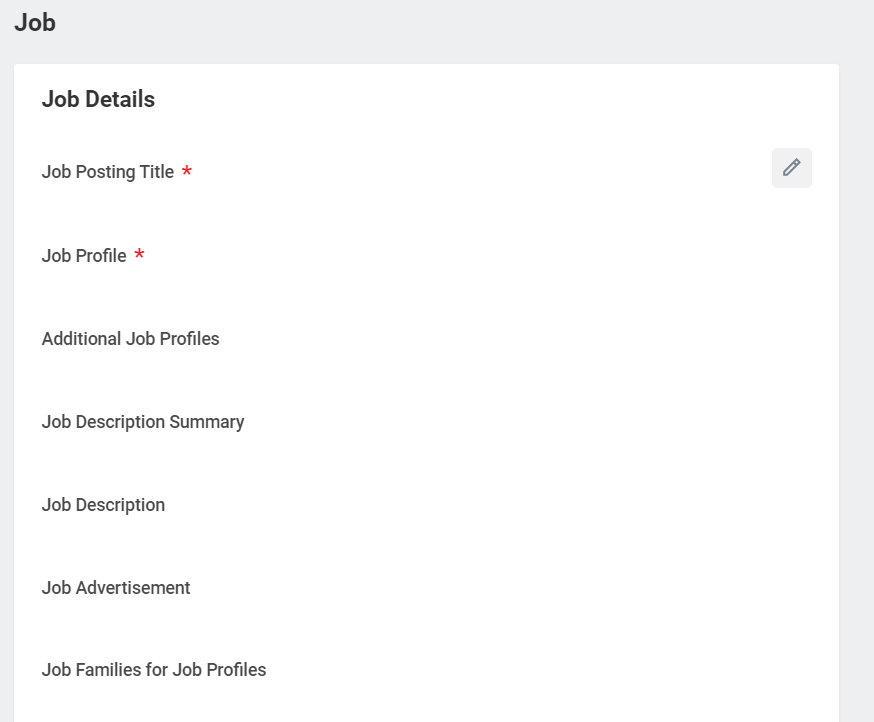 Job
Job Details
Job Posting Title *
Job Profile *
Additional Job Profiles
Job Description Summary
Job Description
Job Advertisement
Job Families for Job Profiles